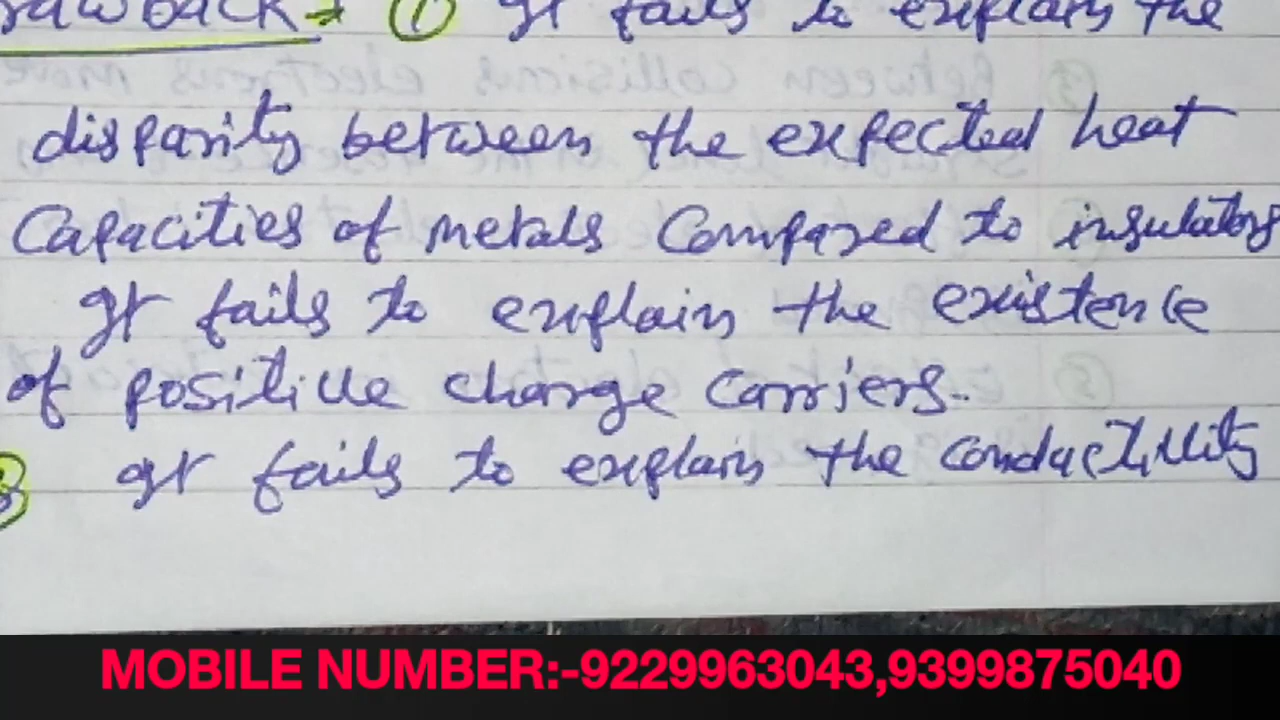 rawback → ① It fails to explain the
disparity between the expected heat
Capacities of metals Compared to insulators
It fails to explain the existence
of positive charge carriers.
③ It fails to explain the conductivity
MOBILE NUMBER:-9229963043,9399875040